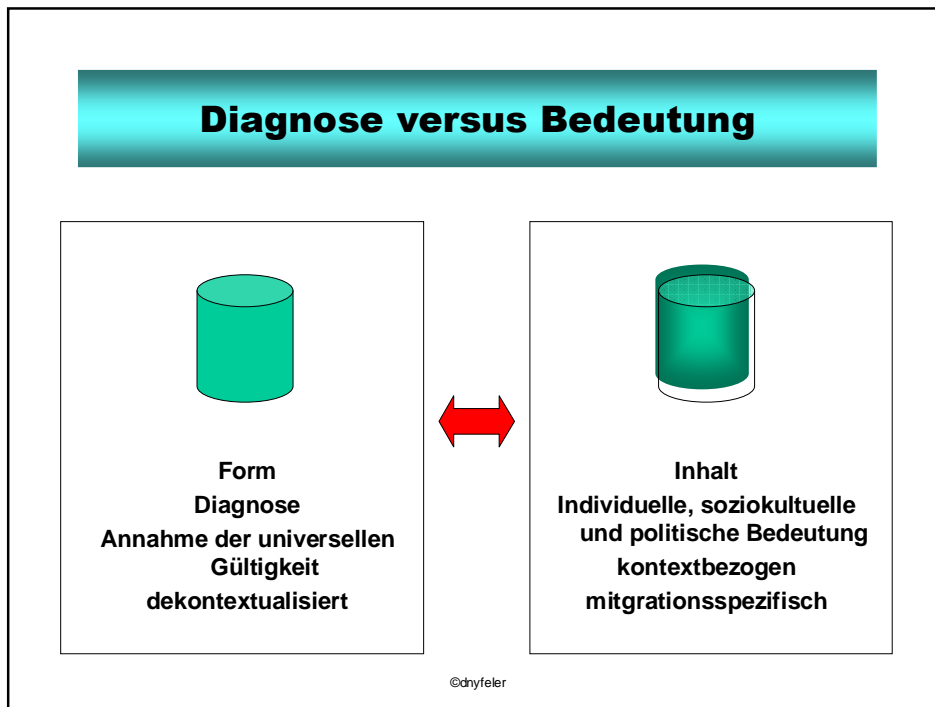 Diagnose versus Bedeutung
Form
Diagnose
Annahme der universellen
Gültigkeit
dekontextualisiert
Inhalt
Individuelle, soziokultuelle
und politische Bedeutung
kontextbezogen
mitgrationsspezifisch
©dnyfeler